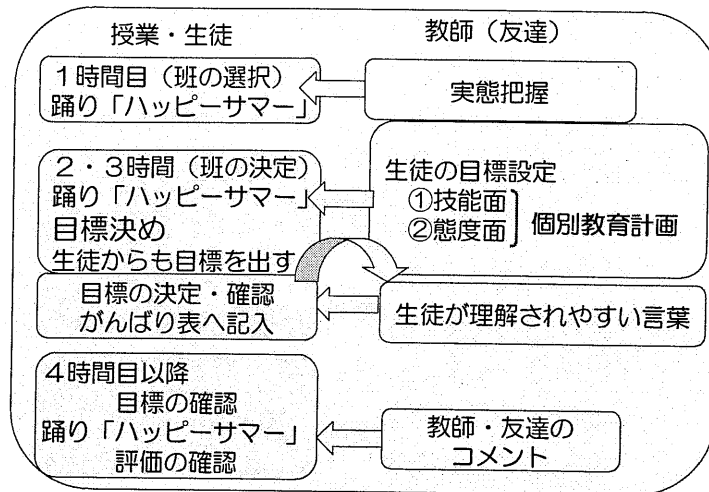 授業・生徒
教師（友達）
１時間目（班の選択）
踊り「ハッピーサマー」
実態把握
２・３時間（班の決定）
踊り「ハッピーサマー」
目標決め
生徒からも目標を出す
生徒の目標設定
①技能面
②態度面
個別教育計画
目標の決定・確認
がんばり表へ記入
生徒が理解されやすい言葉
４時間目以降
目標の確認
踊り「ハッピーサマー」
評価の確認
教師・友達の
コメント